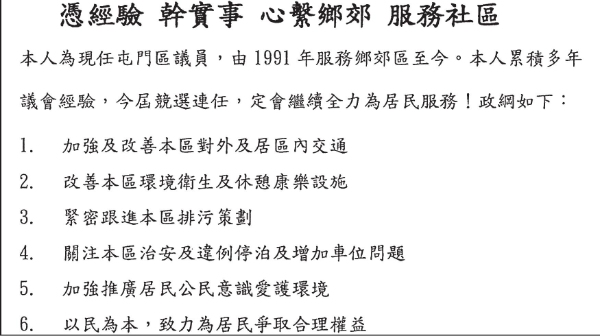 憑經驗 幹實事 心繫鄉郊 服務社區
本人為現任屯門區議員，由 1991 年服務鄉郊區至今。本人累積多年
議會經驗，今屆競選連任，定會繼續全力為居民服務！政綱如下：
1. 加強及改善本區對外及居區內交通
2. 改善本區環境衛生及休憩康樂設施
3. 緊密跟進本區排污策劃
4. 關注本區治安及違例停泊及增加車位問題
5. 加強推廣居民公民意識愛護環境
6. 以民為本，致力為居民爭取合理權益